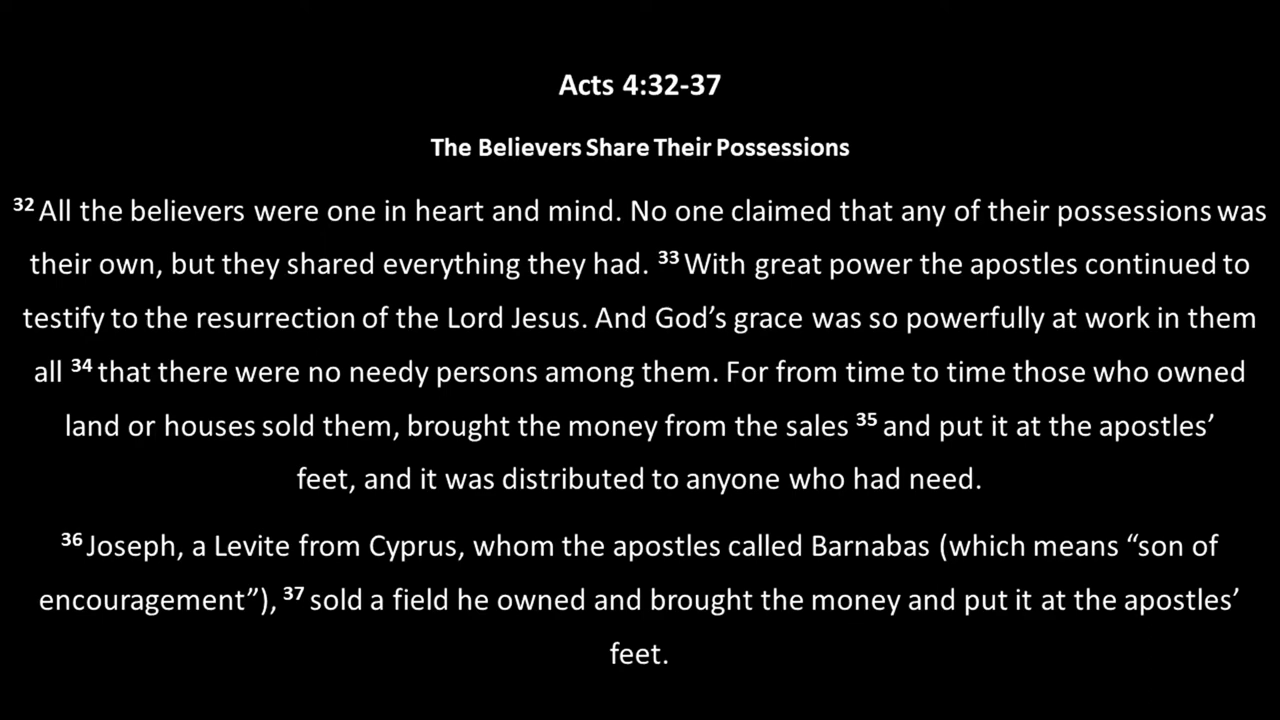 Acts 4:32-37
The Believers Share Their Possessions
32 All the believers were one in heart and mind. No one claimed that any of their possessions was
their own, but they shared everything they had. 33 With great power the apostles continued to
testify to the resurrection of the Lord Jesus. And God’s grace was so powerfully at work in them
all 34 that there were no needy persons among them. For from time to time those who owned
land or houses sold them, brought the money from the sales 35 and put it at the apostles’
feet, and it was distributed to anyone who had need.
36 Joseph, a Levite from Cyprus, whom the apostles called Barnabas (which means “son of
encouragement”), 37 sold a field he owned and brought the money and put it at the apostles’
feet.